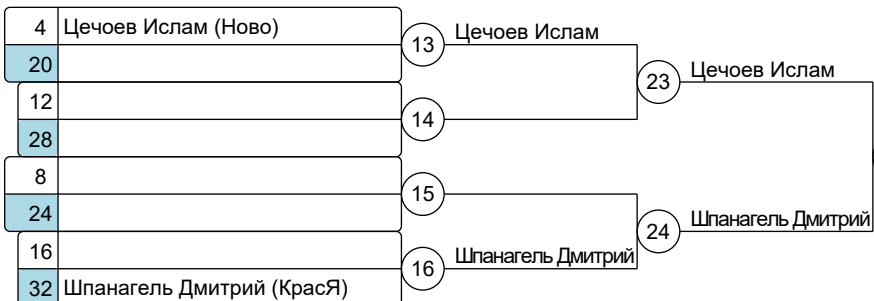 4 Цечоев Ислам (Ново)
13 Цечоев Ислам
20
23 Цечоев Ислам
12
14
28
8
15
24
24 Шпанагель Дмитрий
16
16 Шпанагель Дмитрий
32 Шпанагель Дмитрий (КрасЯ)